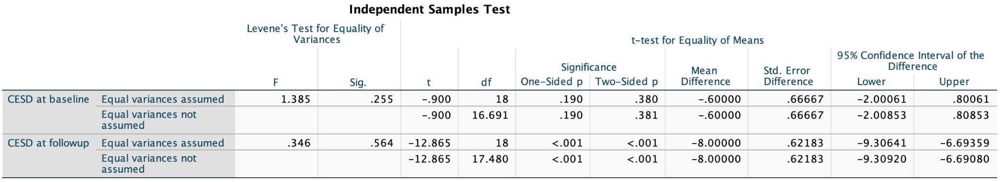 Independent Samples Test
Levene's Test for Equality of
Variances
t-test for Equality of Means
F
Sig.
t
df
Significance
One-Sided p
Two-Sided p
Mean
Difference
Std. Error
Difference
95% Confidence Interval of the
Difference
Lower
Upper
CESD at baseline Equal variances assumed 1.385 .255 -.900 18 .190 .380 -.60000 .66667 -2.00061 .80061
Equal variances not
assumed
-.900 16.691 .190 .381 -.60000 .66667 -2.00853 .80853
CESD at followup Equal variances assumed .346 .564 -12.865 18 <.001 <.001 -8.00000 .62183 -9.30641 -6.69359
Equal variances not
assumed
-12.865 17.480 <.001 <.001 -8.00000 .62183 -9.30920 -6.69080